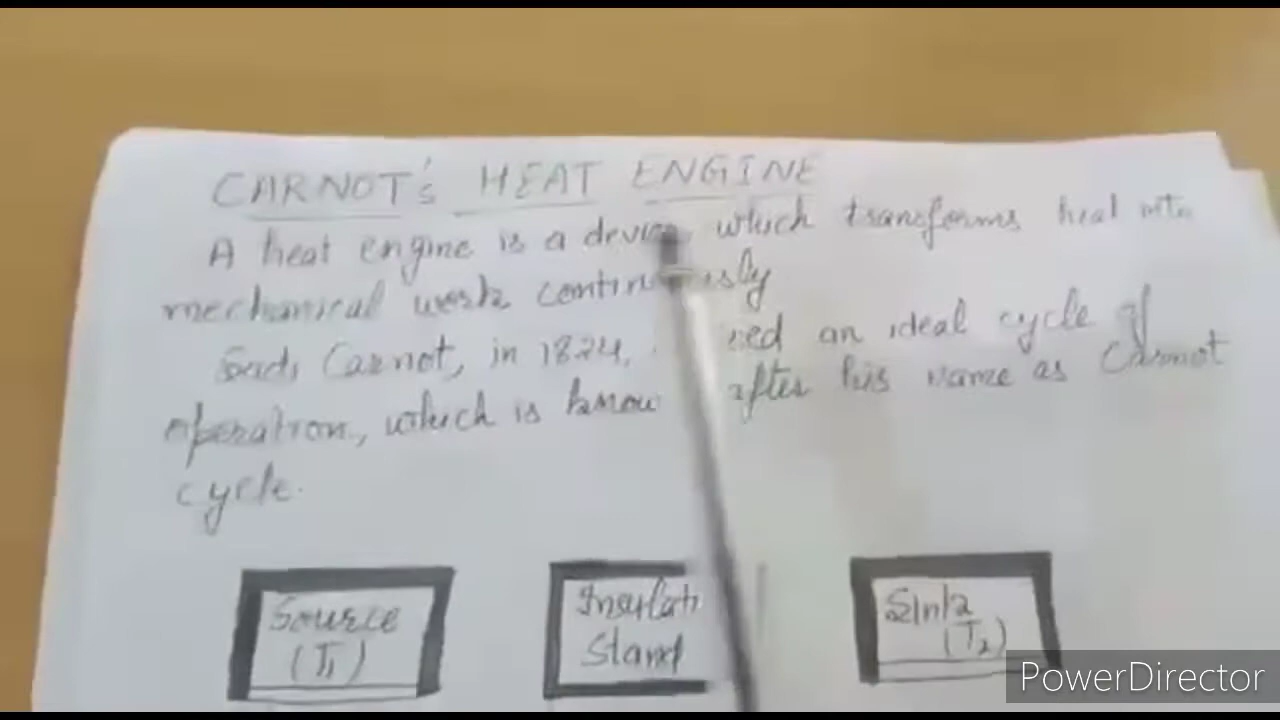 CARNOT's HEAT ENGINE
A heat engine is a device which transforms heat into
mechanical work continuously
Sadi Carnot, in 1824, an ideal cycle of
operation, which is know after his name as Carnot
cycle.
Source
(T₁)
Insulati
Stand
Sink
(T₂)
PowerDirector